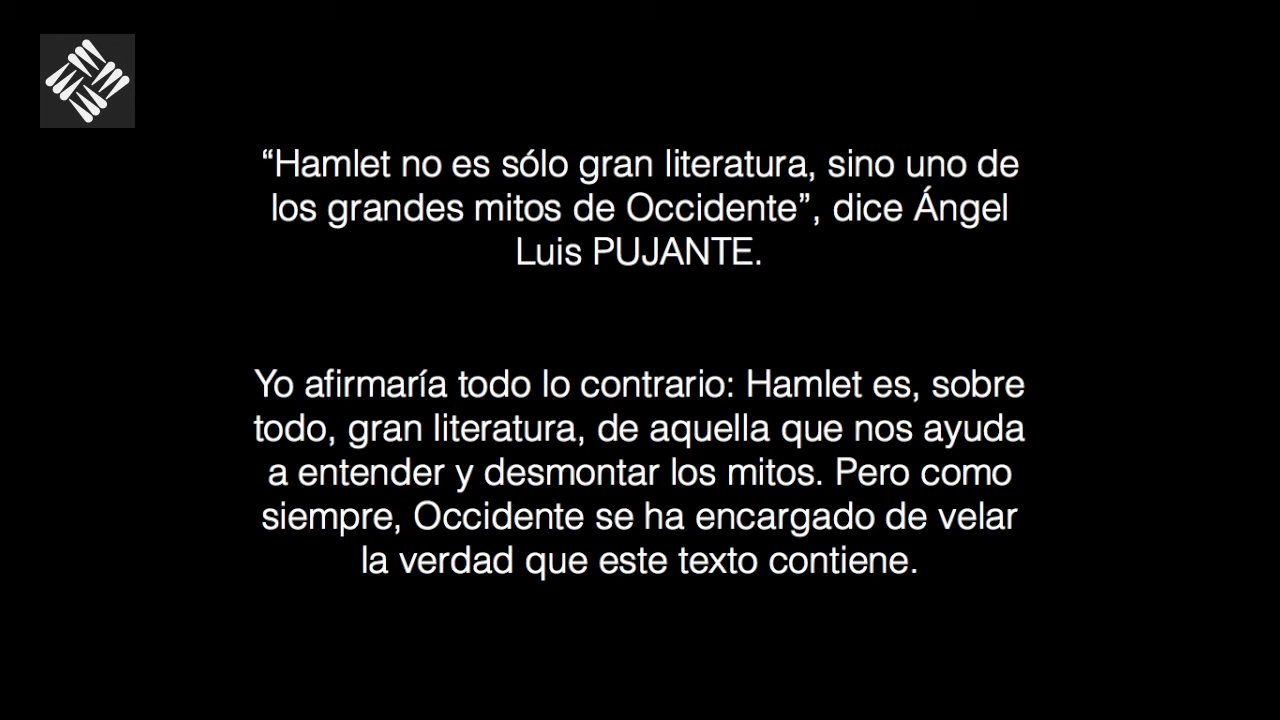 “Hamlet no es sólo gran literatura, sino uno de
los grandes mitos de Occidente”, dice Ángel
Luis PUJANTE.
Yo afirmaría todo lo contrario: Hamlet es, sobre
todo, gran literatura, de aquella que nos ayuda
a entender y desmontar los mitos. Pero como
siempre, Occidente se ha encargado de velar
la verdad que este texto contiene.